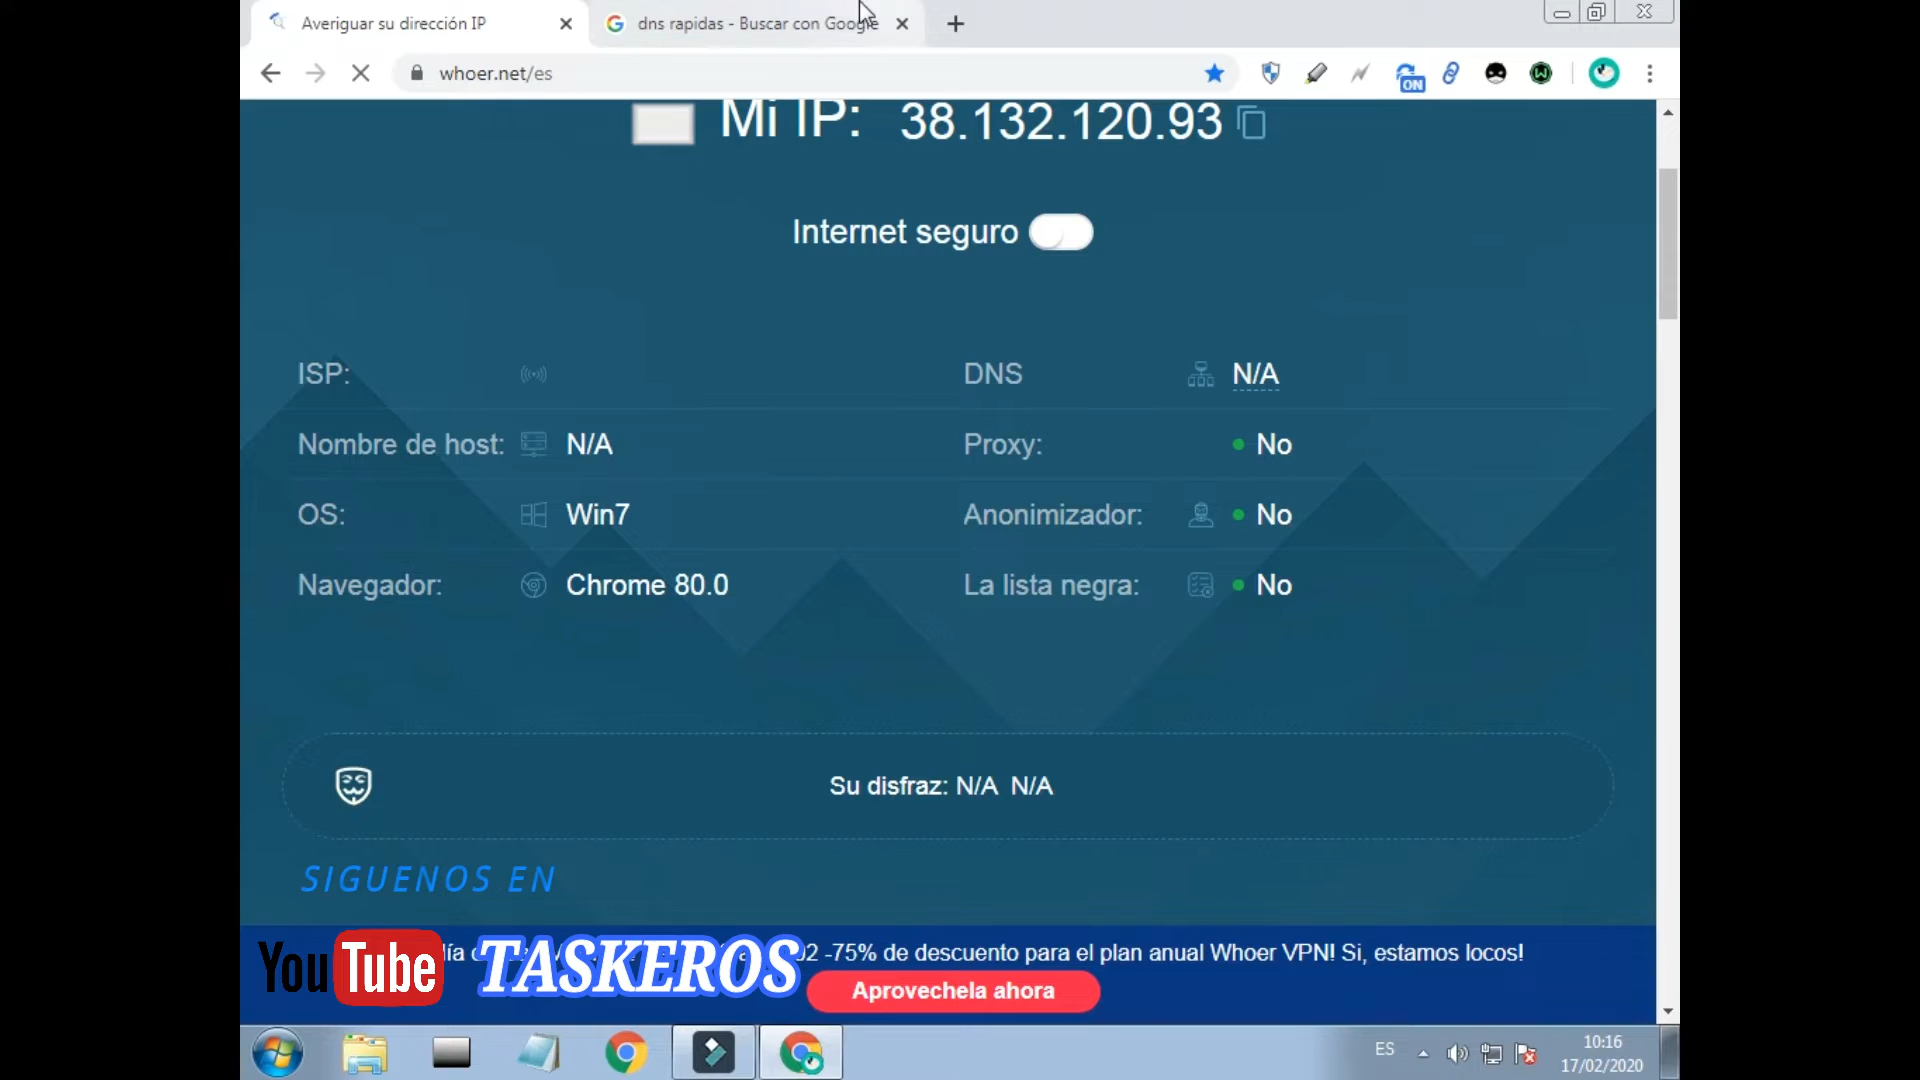 Averiguar su dirección IP
dns rapidas - Buscar con Google
whoer.net/es
ON
Mi IP: 38.132.120.93
Internet seguro
ISP:
DNS N/A
Nombre de host: N/A
Proxy: No
OS: Win7
Anonimizador: No
Navegador: Chrome 80.0
La lista negra: No
Su disfraz: N/A N/A
SIGUENOS EN
-75% de descuento para el plan anual Whoer VPN! Si, estamos locos!
YouTube TASKEROS
Aprovechela ahora
ES
10:16
17/02/2020